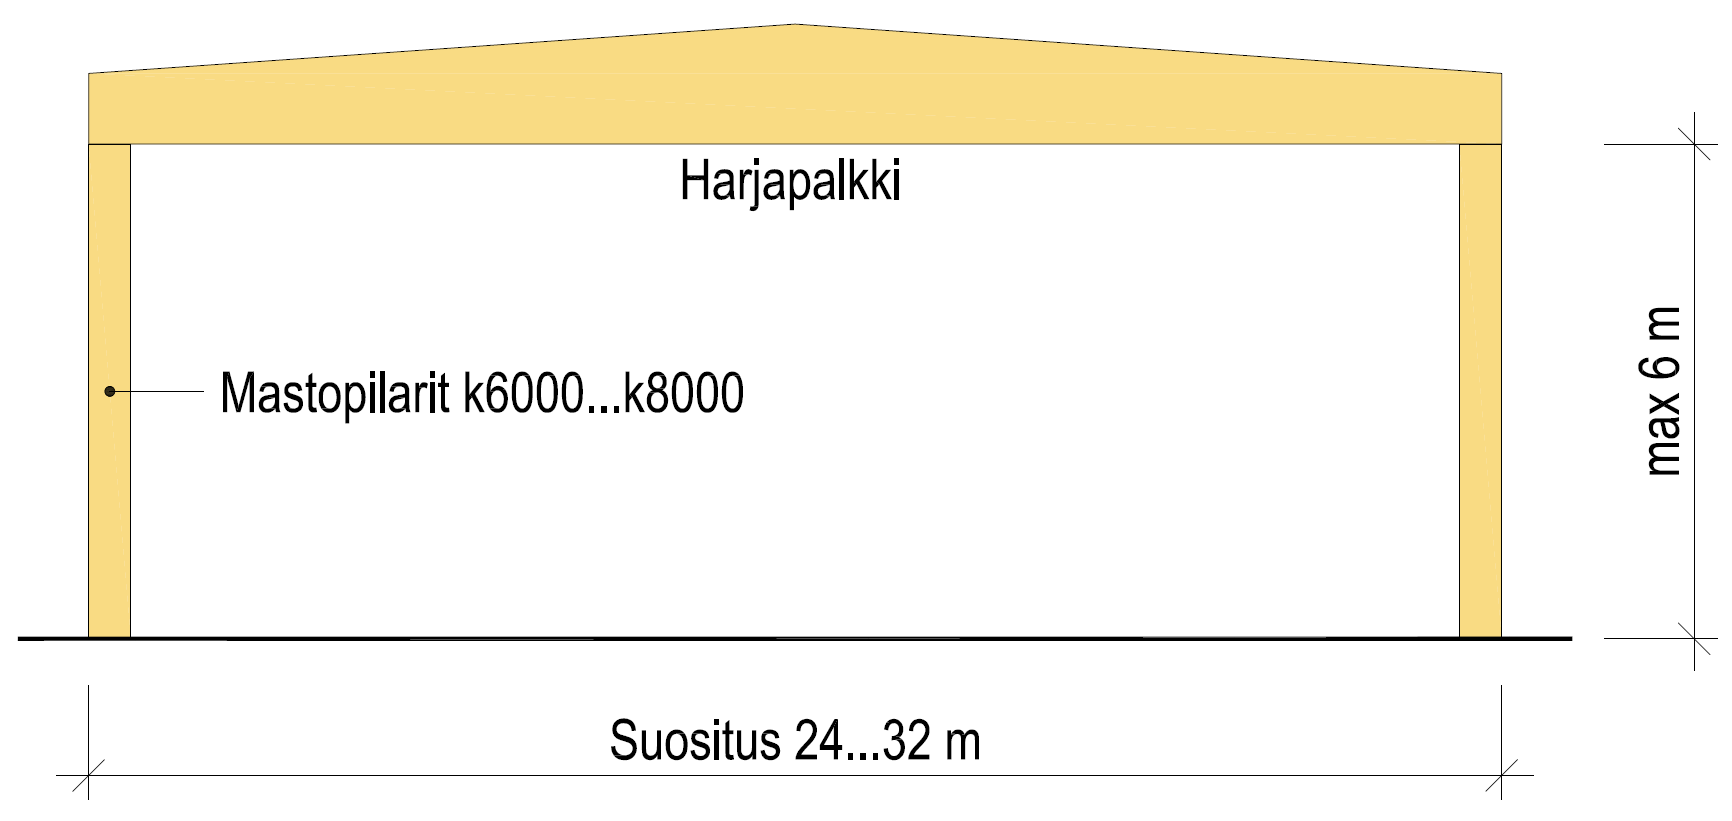 Harjapalkki
Mastopilarit k6000...k8000
max 6 m
Suositus 24...32 m